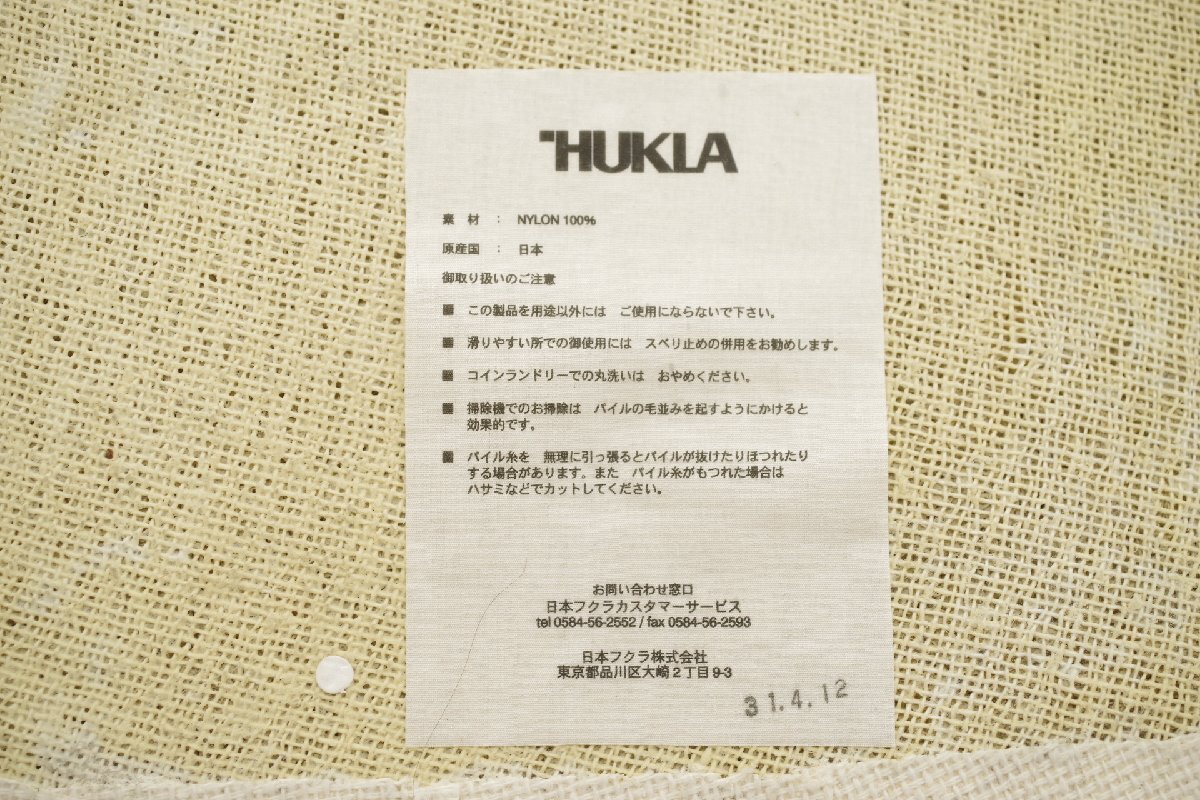 HUKLA
素 材 : NYLON 100%
原産国 : 日本
御取り扱いのご注意
■ この製品を用途以外には ご使用にならないで下さい。
■ 滑りやすい所での御使用には スベリ止めの併用をお勧めします。
■ コインランドリーでの丸洗いは おやめください。
■ 掃除機でのお掃除は パイルの毛並みを起すようにかけると
効果的です。
■ パイル糸を 無理に引っ張るとパイルが抜けたりほつれたり
する場合があります。また パイル糸がもつれた場合は
ハサミなどでカットしてください。
お問い合わせ窓口
日本フクラカスタマーサービス
tel 0584-56-2552 / fax 0584-56-2593
日本フクラ株式会社
東京都品川区大崎2丁目9-3
31.4.12